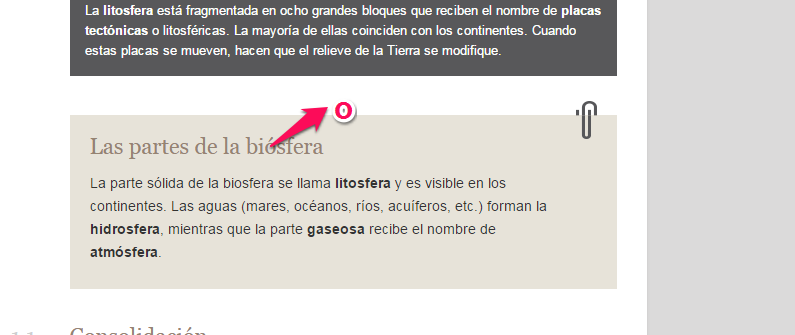 La litosfera está fragmentada en ocho grandes bloques que reciben el nombre de placas
tectónicas o litosféricas. La mayoría de ellas coinciden con los continentes. Cuando
estas placas se mueven, hacen que el relieve de la Tierra se modifique.
O
Las partes de la biósfera
La parte sólida de la biosfera se llama litosfera y es visible en los
continentes. Las aguas (mares, océanos, ríos, acuíferos, etc.) forman la
hidrosfera, mientras que la parte gaseosa recibe el nombre de
atmósfera.
Consolidación